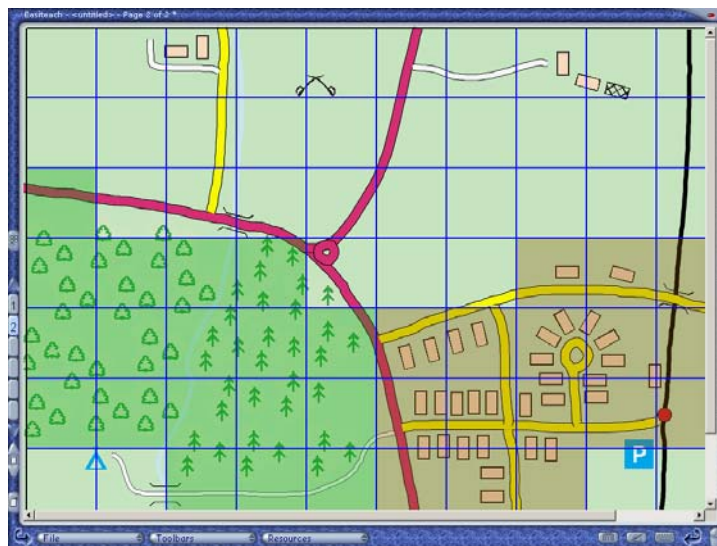 Easiteach - <untitled> - Page 2 of 2 *
1
2
P
File
Toolbars
Resources